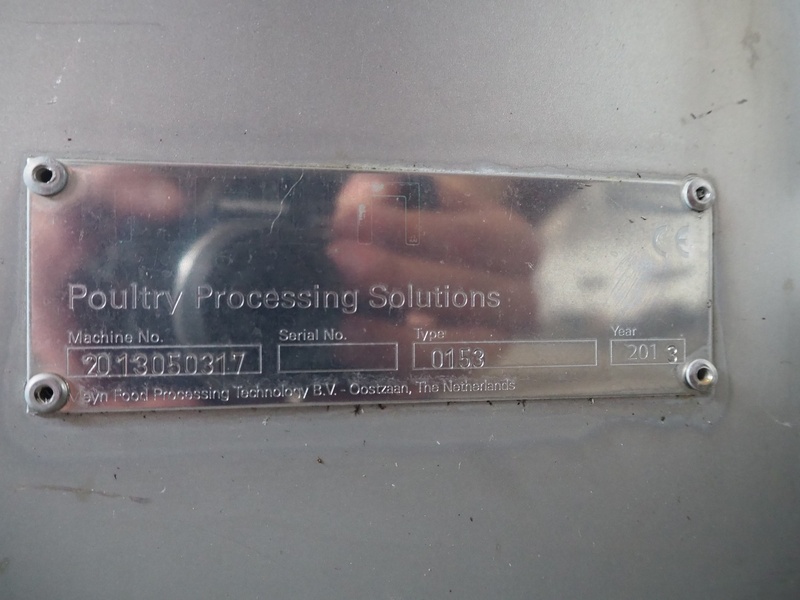 CE
Poultry Processing Solutions
Machine No. Serial No. Type Year
2013050317 0153 2013
Food Processing Technology B.V. - Oostzaan, The Netherlands